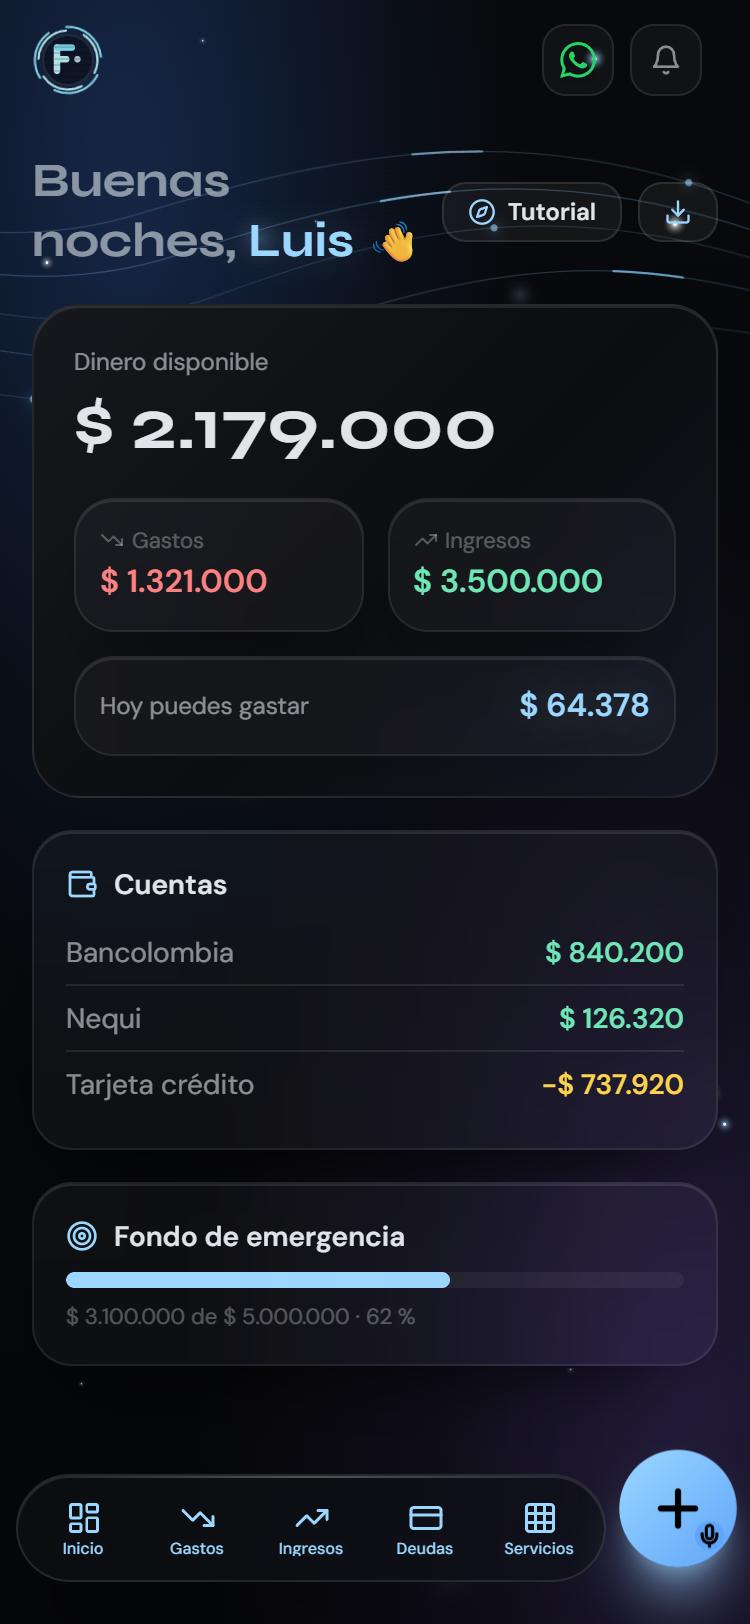 F
Buenas
noches, Luis 👋
Tutorial
Dinero disponible
$ 2.179.000
Gastos
$ 1.321.000
Ingresos
$ 3.500.000
Hoy puedes gastar
$ 64.378
Cuentas
Bancolombia
$ 840.200
Nequi
$ 126.320
Tarjeta crédito
-$ 737.920
Fondo de emergencia
$ 3.100.000 de $ 5.000.000 · 62 %
Inicio
Gastos
Ingresos
Deudas
Servicios